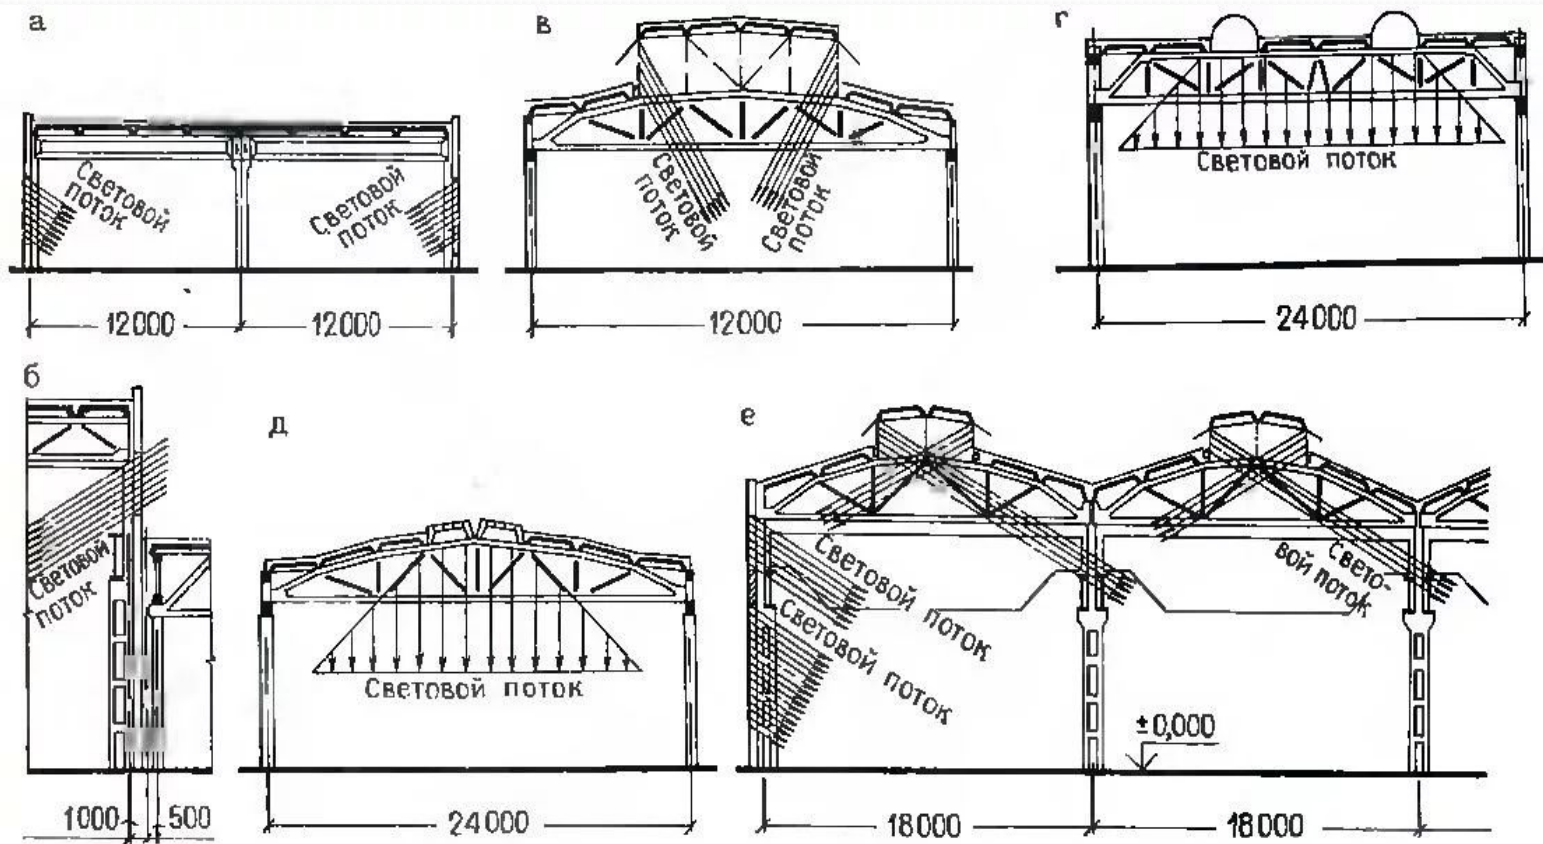 а
Световой
поток
Световой
поток
12000
12000
в
Световой
поток
Световой
поток
12000
г
Световой поток
24000
б
Световой
поток
1000
500
д
Световой поток
24000
е
Световой поток
Световой поток
Свето-
вой поток
±0,000
18000
18000